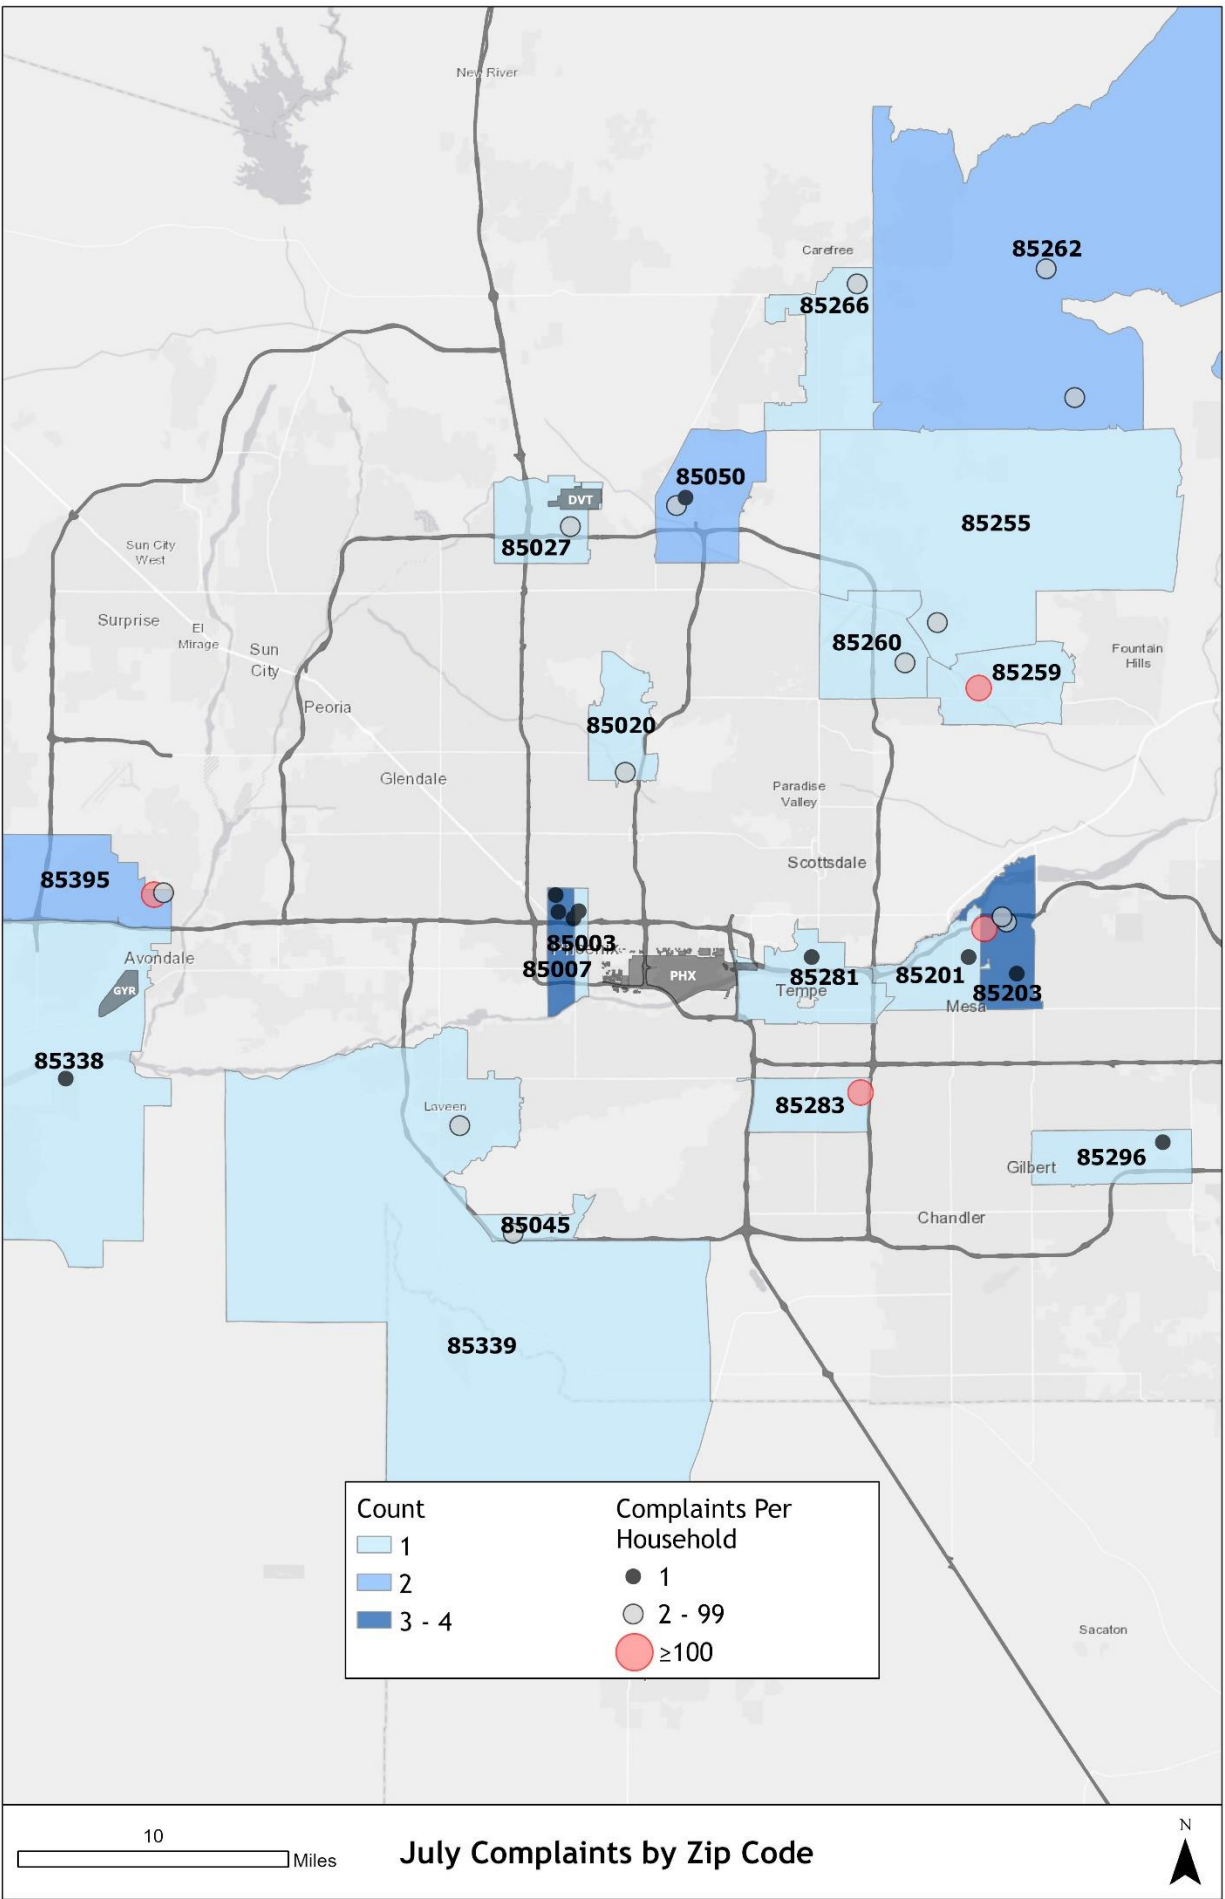 New River
Carefree
85262
85266
85050
DVT
85027
85255
Sun City
West
Surprise
El
Mirage
Sun
City
85260
Fountain
Hills
85259
Peoria
85020
Glendale
Paradise
Valley
Scottsdale
85395
85003
Phoenix
Avondale
85007
PHX
85281
85201
GYR
Tempe
85203
Mesa
85338
Laveen
85283
85296
Gilbert
85045
Chandler
85339
Count
1
2
3 - 4
Complaints Per
Household
1
2 - 99
≥100
Sacaton
10
Miles
July Complaints by Zip Code
N